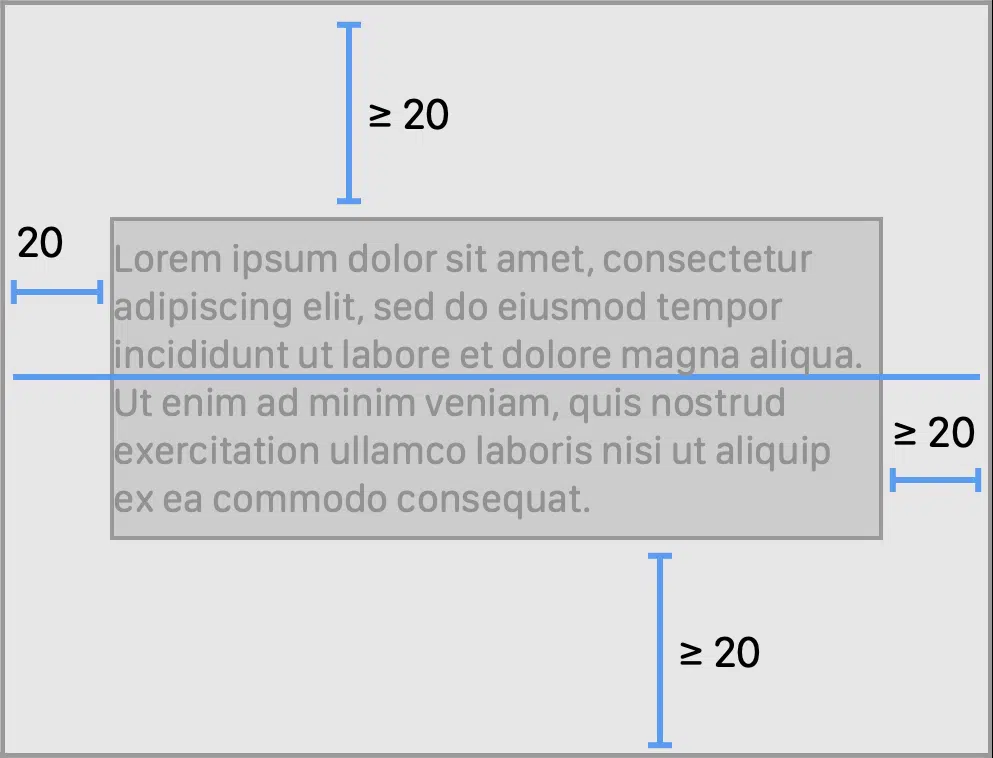 ≥ 20
20
Lorem ipsum dolor sit amet, consectetur
adipiscing elit, sed do eiusmod tempor
incididunt ut labore et dolore magna aliqua.
Ut enim ad minim veniam, quis nostrud
exercitation ullamco laboris nisi ut aliquip
ex ea commodo consequat.
≥ 20
≥ 20